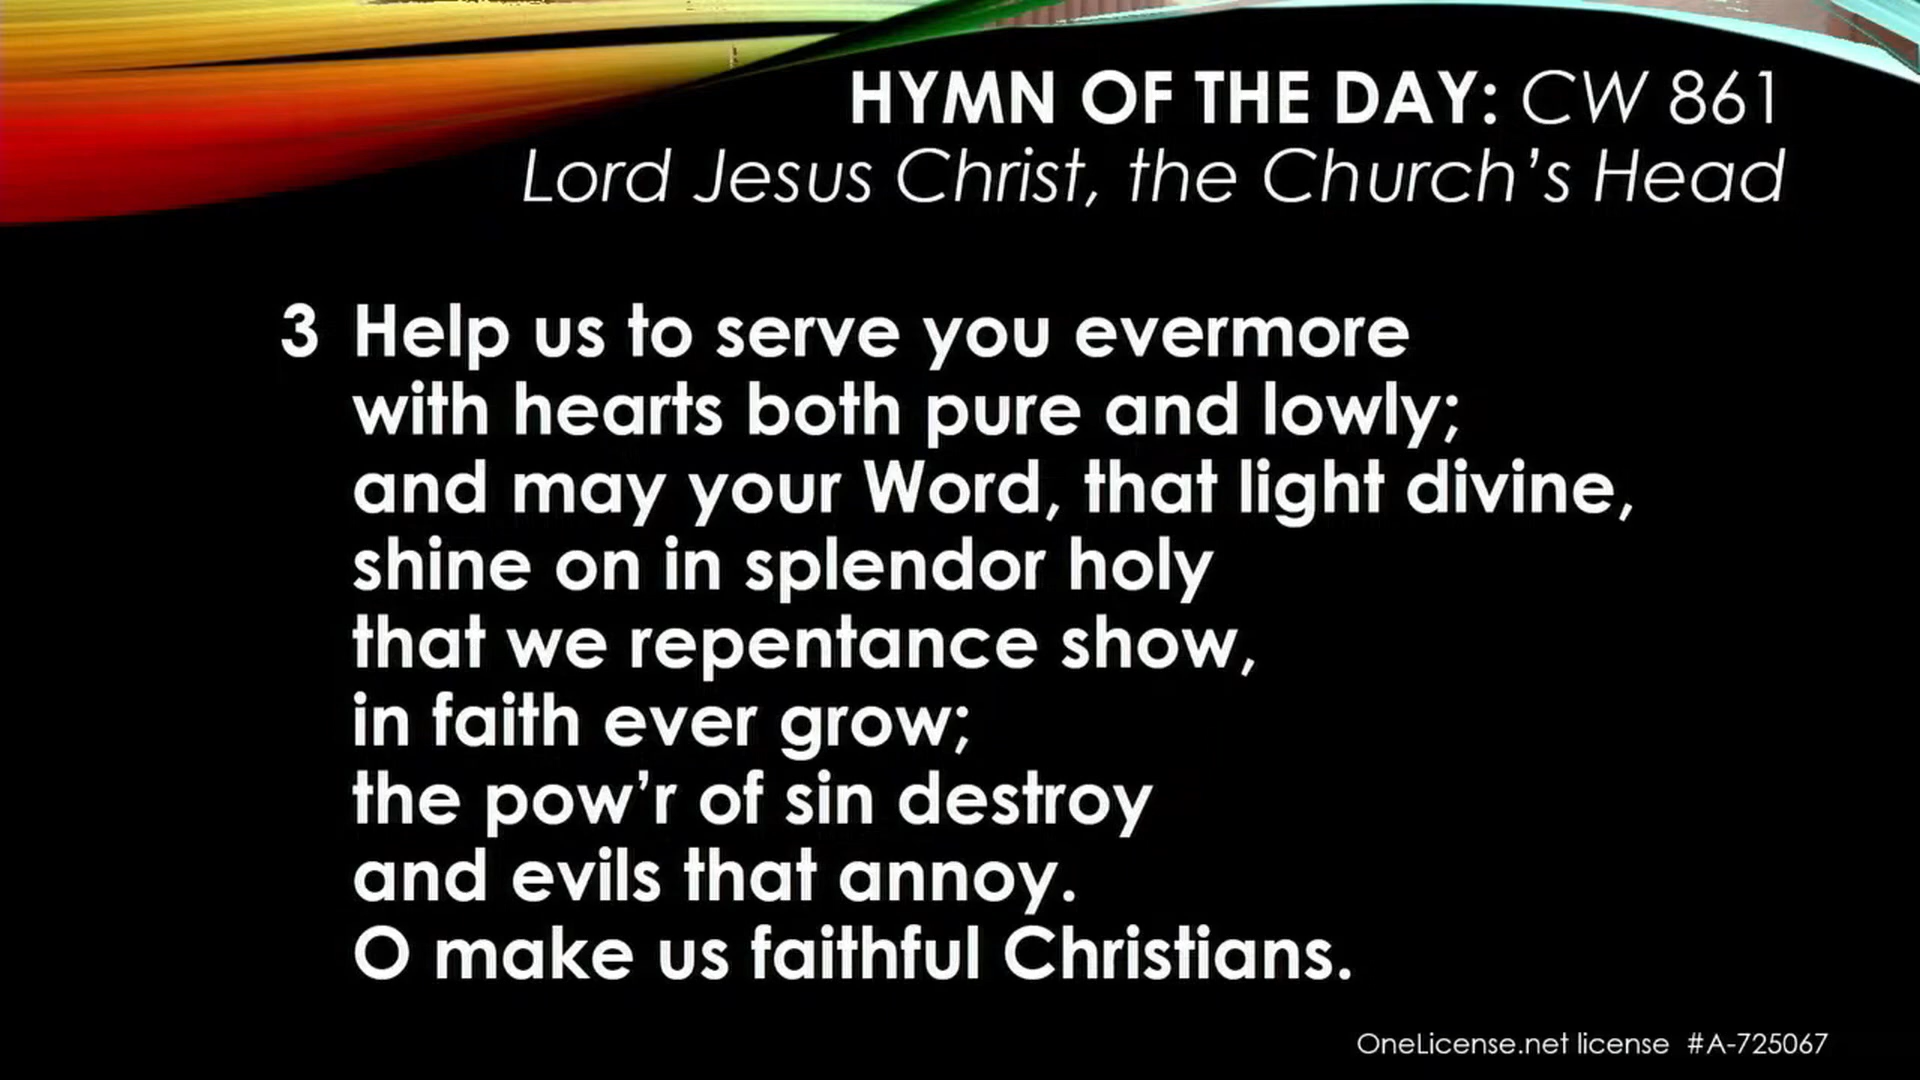 HYMN OF THE DAY: CW 861
Lord Jesus Christ, the Church’s Head
3 Help us to serve you evermore
with hearts both pure and lowly;
and may your Word, that light divine,
shine on in splendor holy
that we repentance show,
in faith ever grow;
the pow’r of sin destroy
and evils that annoy.
O make us faithful Christians.
OneLicense.net license #A-725067